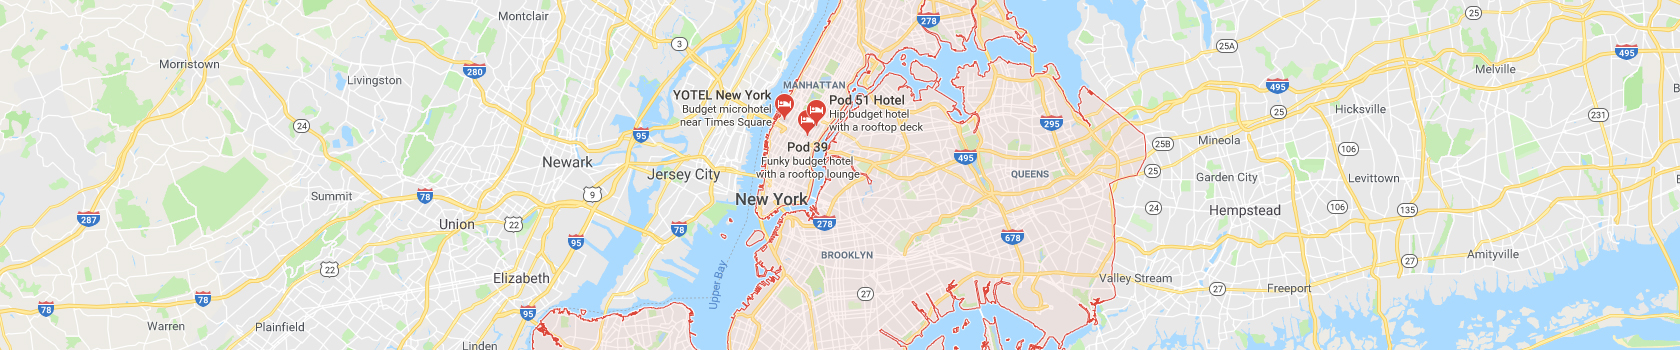 Montclair
278
25
3
25A
495
Morristown
280
Melville
Livingston
MANHATTAN
495
YOTEL New York
Budget microhotel
near Times Square
Pod 51 Hotel
Hip budget hotel
with a rooftop deck
Hicksville
231
24
95
295
Pod 39
Funky budget hotel
with a rooftop lounge
25B
Mineola
106
Newark
495
Jersey City
QUEENS
25
Garden City
Levittown
Summit
78
9
New York
24
Hempstead
106
135
287
Union
22
78
278
95
678
BROOKLYN
Amityville
22
Elizabeth
Upper Bay
Valley Stream
27
Freeport
27
27
78
78
95
Warren
Plainfield
Linden